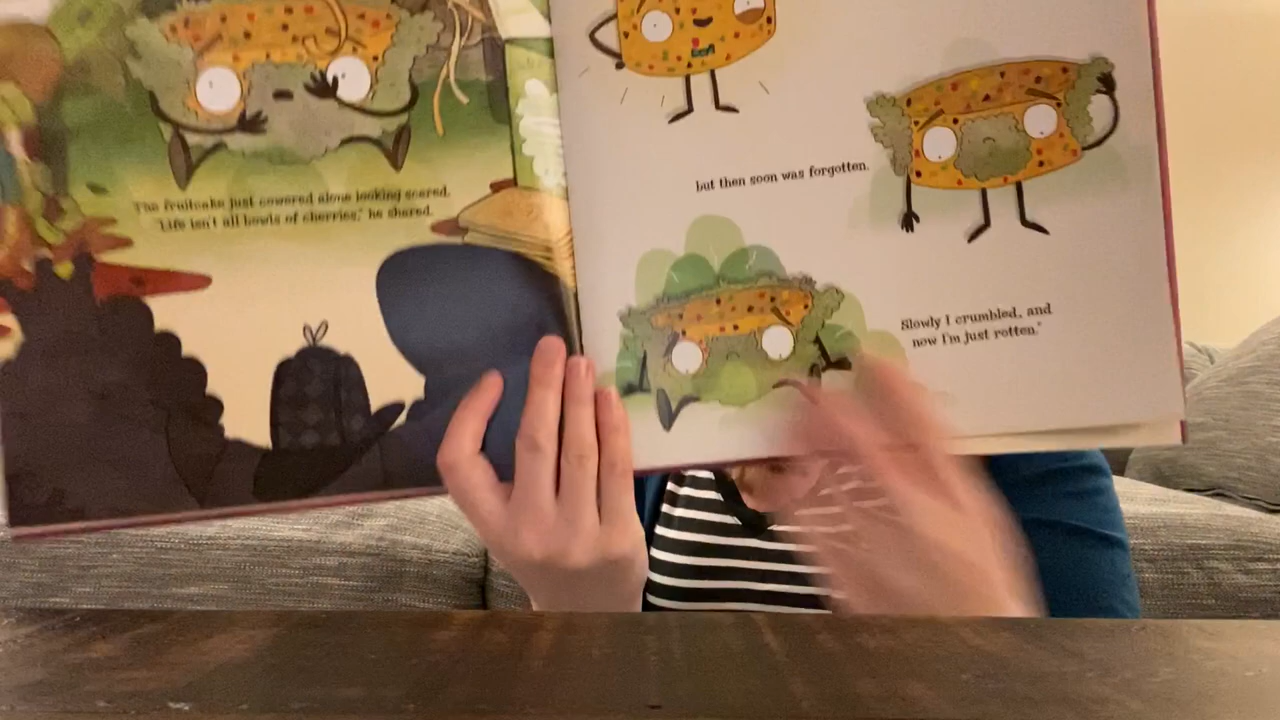 The fruitcake just cowered alone looking scared.
"Life isn't all bowls of cherries," he shared.
but then soon was forgotten.
Slowly I crumbled, and
now I'm just rotten."